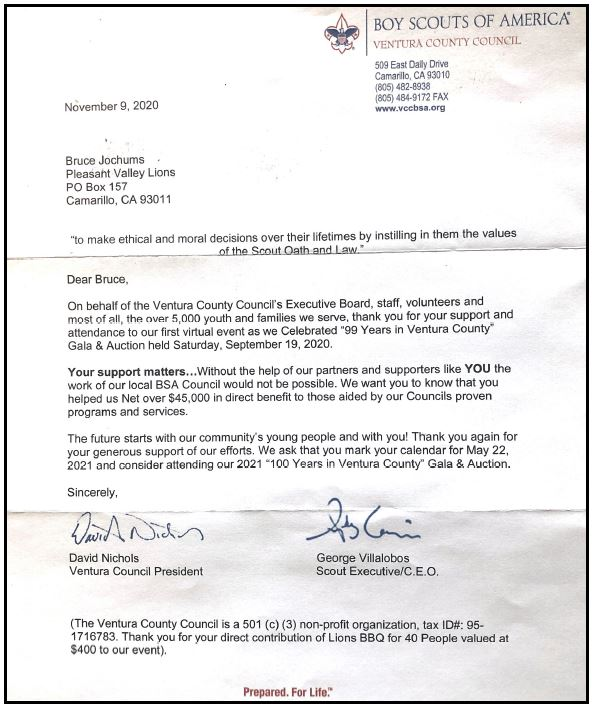 BOY SCOUTS OF AMERICA®
VENTURA COUNTY COUNCIL
509 East Daily Drive
Camarillo, CA 93010
(805) 482-8938
(805) 484-9172 FAX
www.vccbsa.org
November 9, 2020
Bruce Jochums
Pleasant Valley Lions
PO Box 157
Camarillo, CA 93011
"to make ethical and moral decisions over their lifetimes by instilling in them the values
of the Scout Oath and Law."
Dear Bruce,
On behalf of the Ventura County Council's Executive Board, staff, volunteers and
most of all, the over 5,000 youth and families we serve, thank you for your support and
attendance to our first virtual event as we Celebrated "99 Years in Ventura County"
Gala & Auction held Saturday, September 19, 2020.
Your support matters…Without the help of our partners and supporters like YOU the
work of our local BSA Council would not be possible. We want you to know that you
helped us Net over $45,000 in direct benefit to those aided by our Councils proven
programs and services.
The future starts with our community's young people and with you! Thank you again for
your generous support of our efforts. We ask that you mark your calendar for May 22,
2021 and consider attending our 2021 "100 Years in Ventura County" Gala & Auction.
Sincerely,
David Nichols
David Nichols
Ventura Council President
George Villalobos
Scout Executive/C.E.O.
(The Ventura County Council is a 501 (c) (3) non-profit organization, tax ID#: 95-
1716783. Thank you for your direct contribution of Lions BBQ for 40 People valued at
$400 to our event).
Prepared. For Life.™